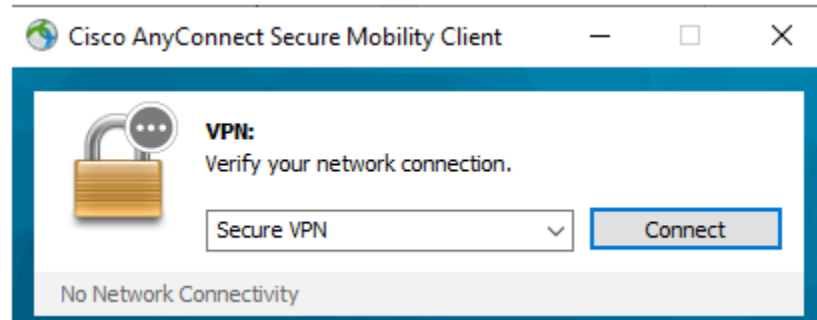 Cisco AnyConnect Secure Mobility Client
VPN:
Verify your network connection.
Secure VPN
Connect
No Network Connectivity